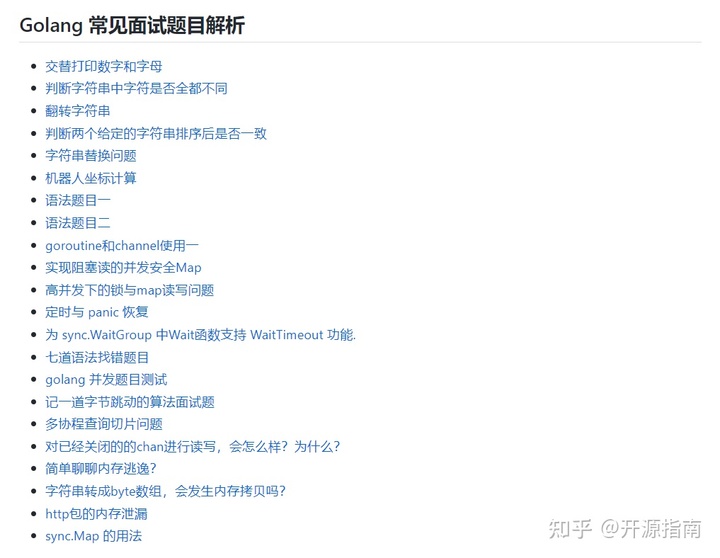 Golang 常见面试题目解析
交替打印数字和字母
判断字符串中字符是否全都不同
翻转字符串
判断两个给定的字符串排序后是否一致
字符串替换问题
机器人坐标计算
语法题目一
语法题目二
goroutine和channel使用一
实现阻塞读的并发安全Map
高并发下的锁与map读写问题
定时与 panic 恢复
为 sync.WaitGroup 中Wait函数支持 WaitTimeout 功能.
七道语法找错题目
golang 并发题目测试
记一道字节跳动的算法面试题
多协程查询切片问题
对已经关闭的的chan进行读写，会怎么样？为什么？
简单聊聊内存逃逸？
字符串转成byte数组，会发生内存拷贝吗？
http包的内存泄漏
sync.Map 的用法
知乎 @开源指南